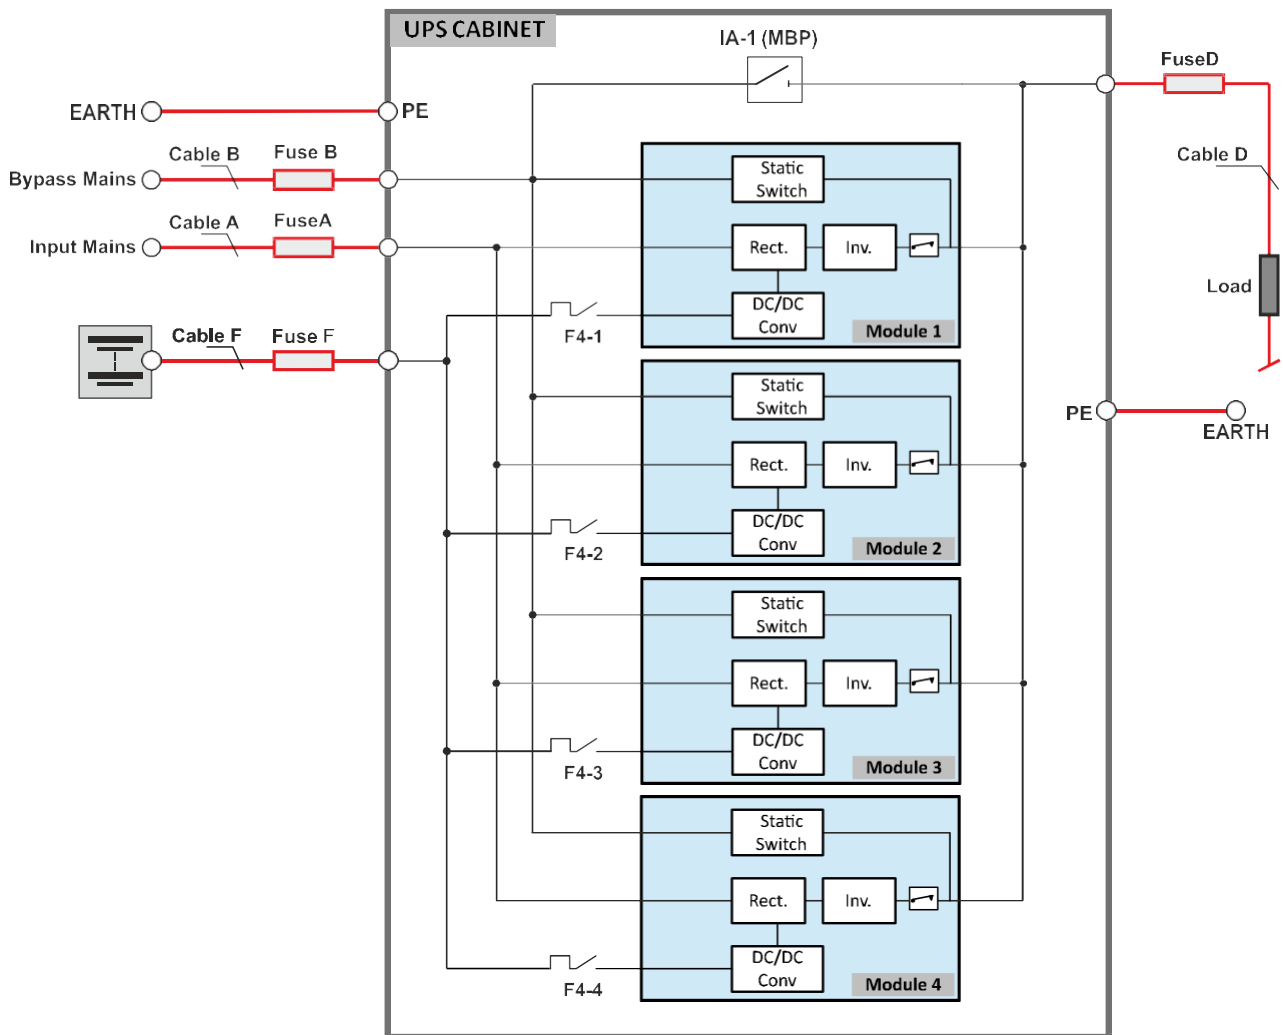 UPS CABINET
IA-1 (MBP)
FuseD
EARTH
PE
Cable B
Fuse B
Bypass Mains
Cable A
FuseA
Input Mains
Cable F
Fuse F
Cable D
Load
PE
EARTH
Static
Switch
Rect.
Inv.
DC/DC
Conv
F4-1
Module 1
Static
Switch
Rect.
Inv.
DC/DC
Conv
F4-2
Module 2
Static
Switch
Rect.
Inv.
DC/DC
Conv
F4-3
Module 3
Static
Switch
Rect.
Inv.
DC/DC
Conv
F4-4
Module 4